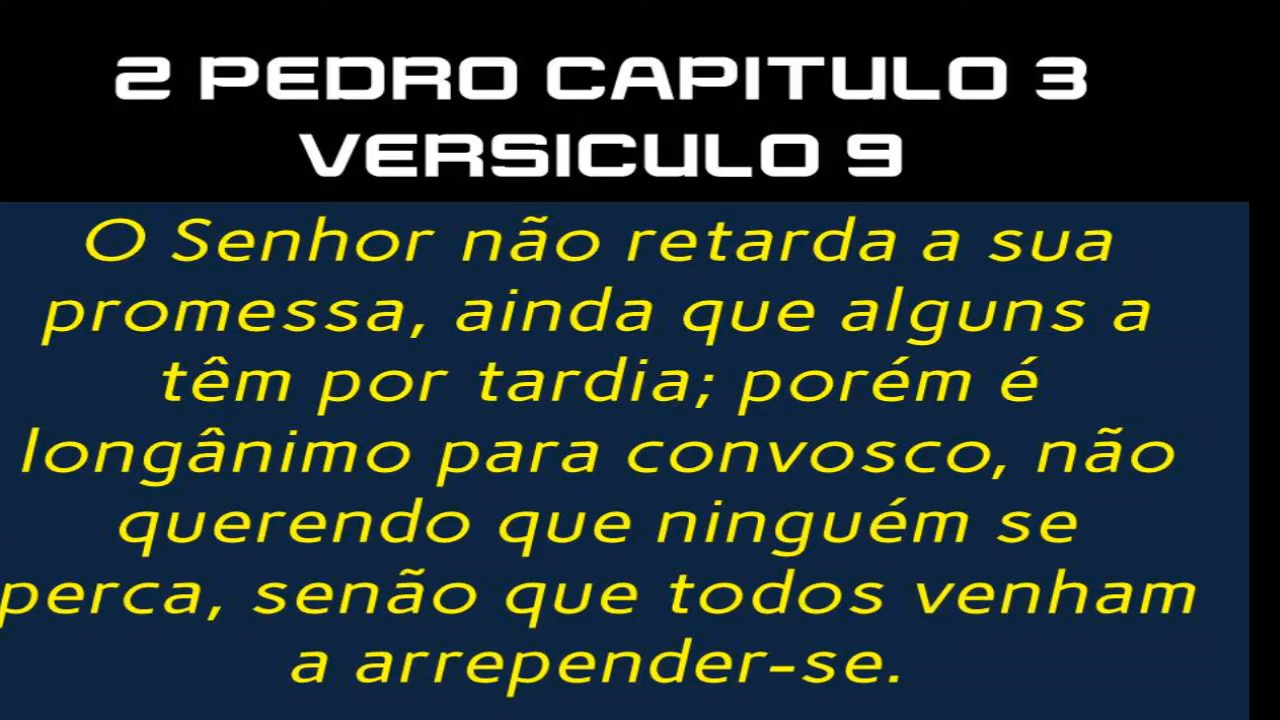 2 PEDRO CAPITULO 3
VERSICULO 9
O Senhor não retarda a sua
promessa, ainda que alguns a
têm por tardia; porém é
longânimo para convosco, não
querendo que ninguém se
perca, senão que todos venham
a arrepender-se.